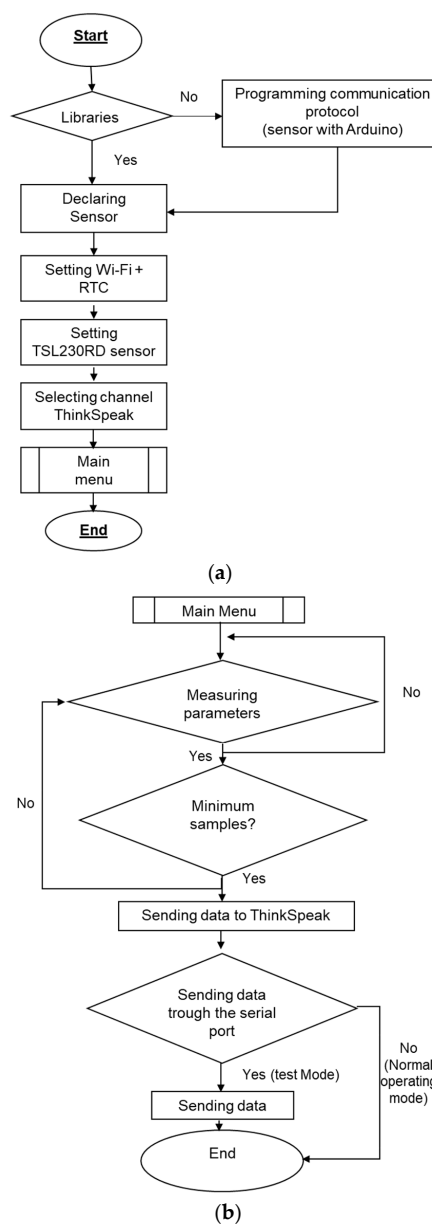 Start
Libraries
No
Programming communication
protocol
(sensor with Arduino)
Yes
Declaring
Sensor
Setting Wi-Fi +
RTC
Setting
TSL230RD sensor
Selecting channel
ThinkSpeak
Main
menu
End
(a)
Main Menu
Measuring
parameters
No
Yes
No
Minimum
samples?
Yes
Sending data to ThinkSpeak
Sending data
trough the serial
port
No
(Normal
operating
mode)
Yes (test Mode)
Sending data
End
(b)